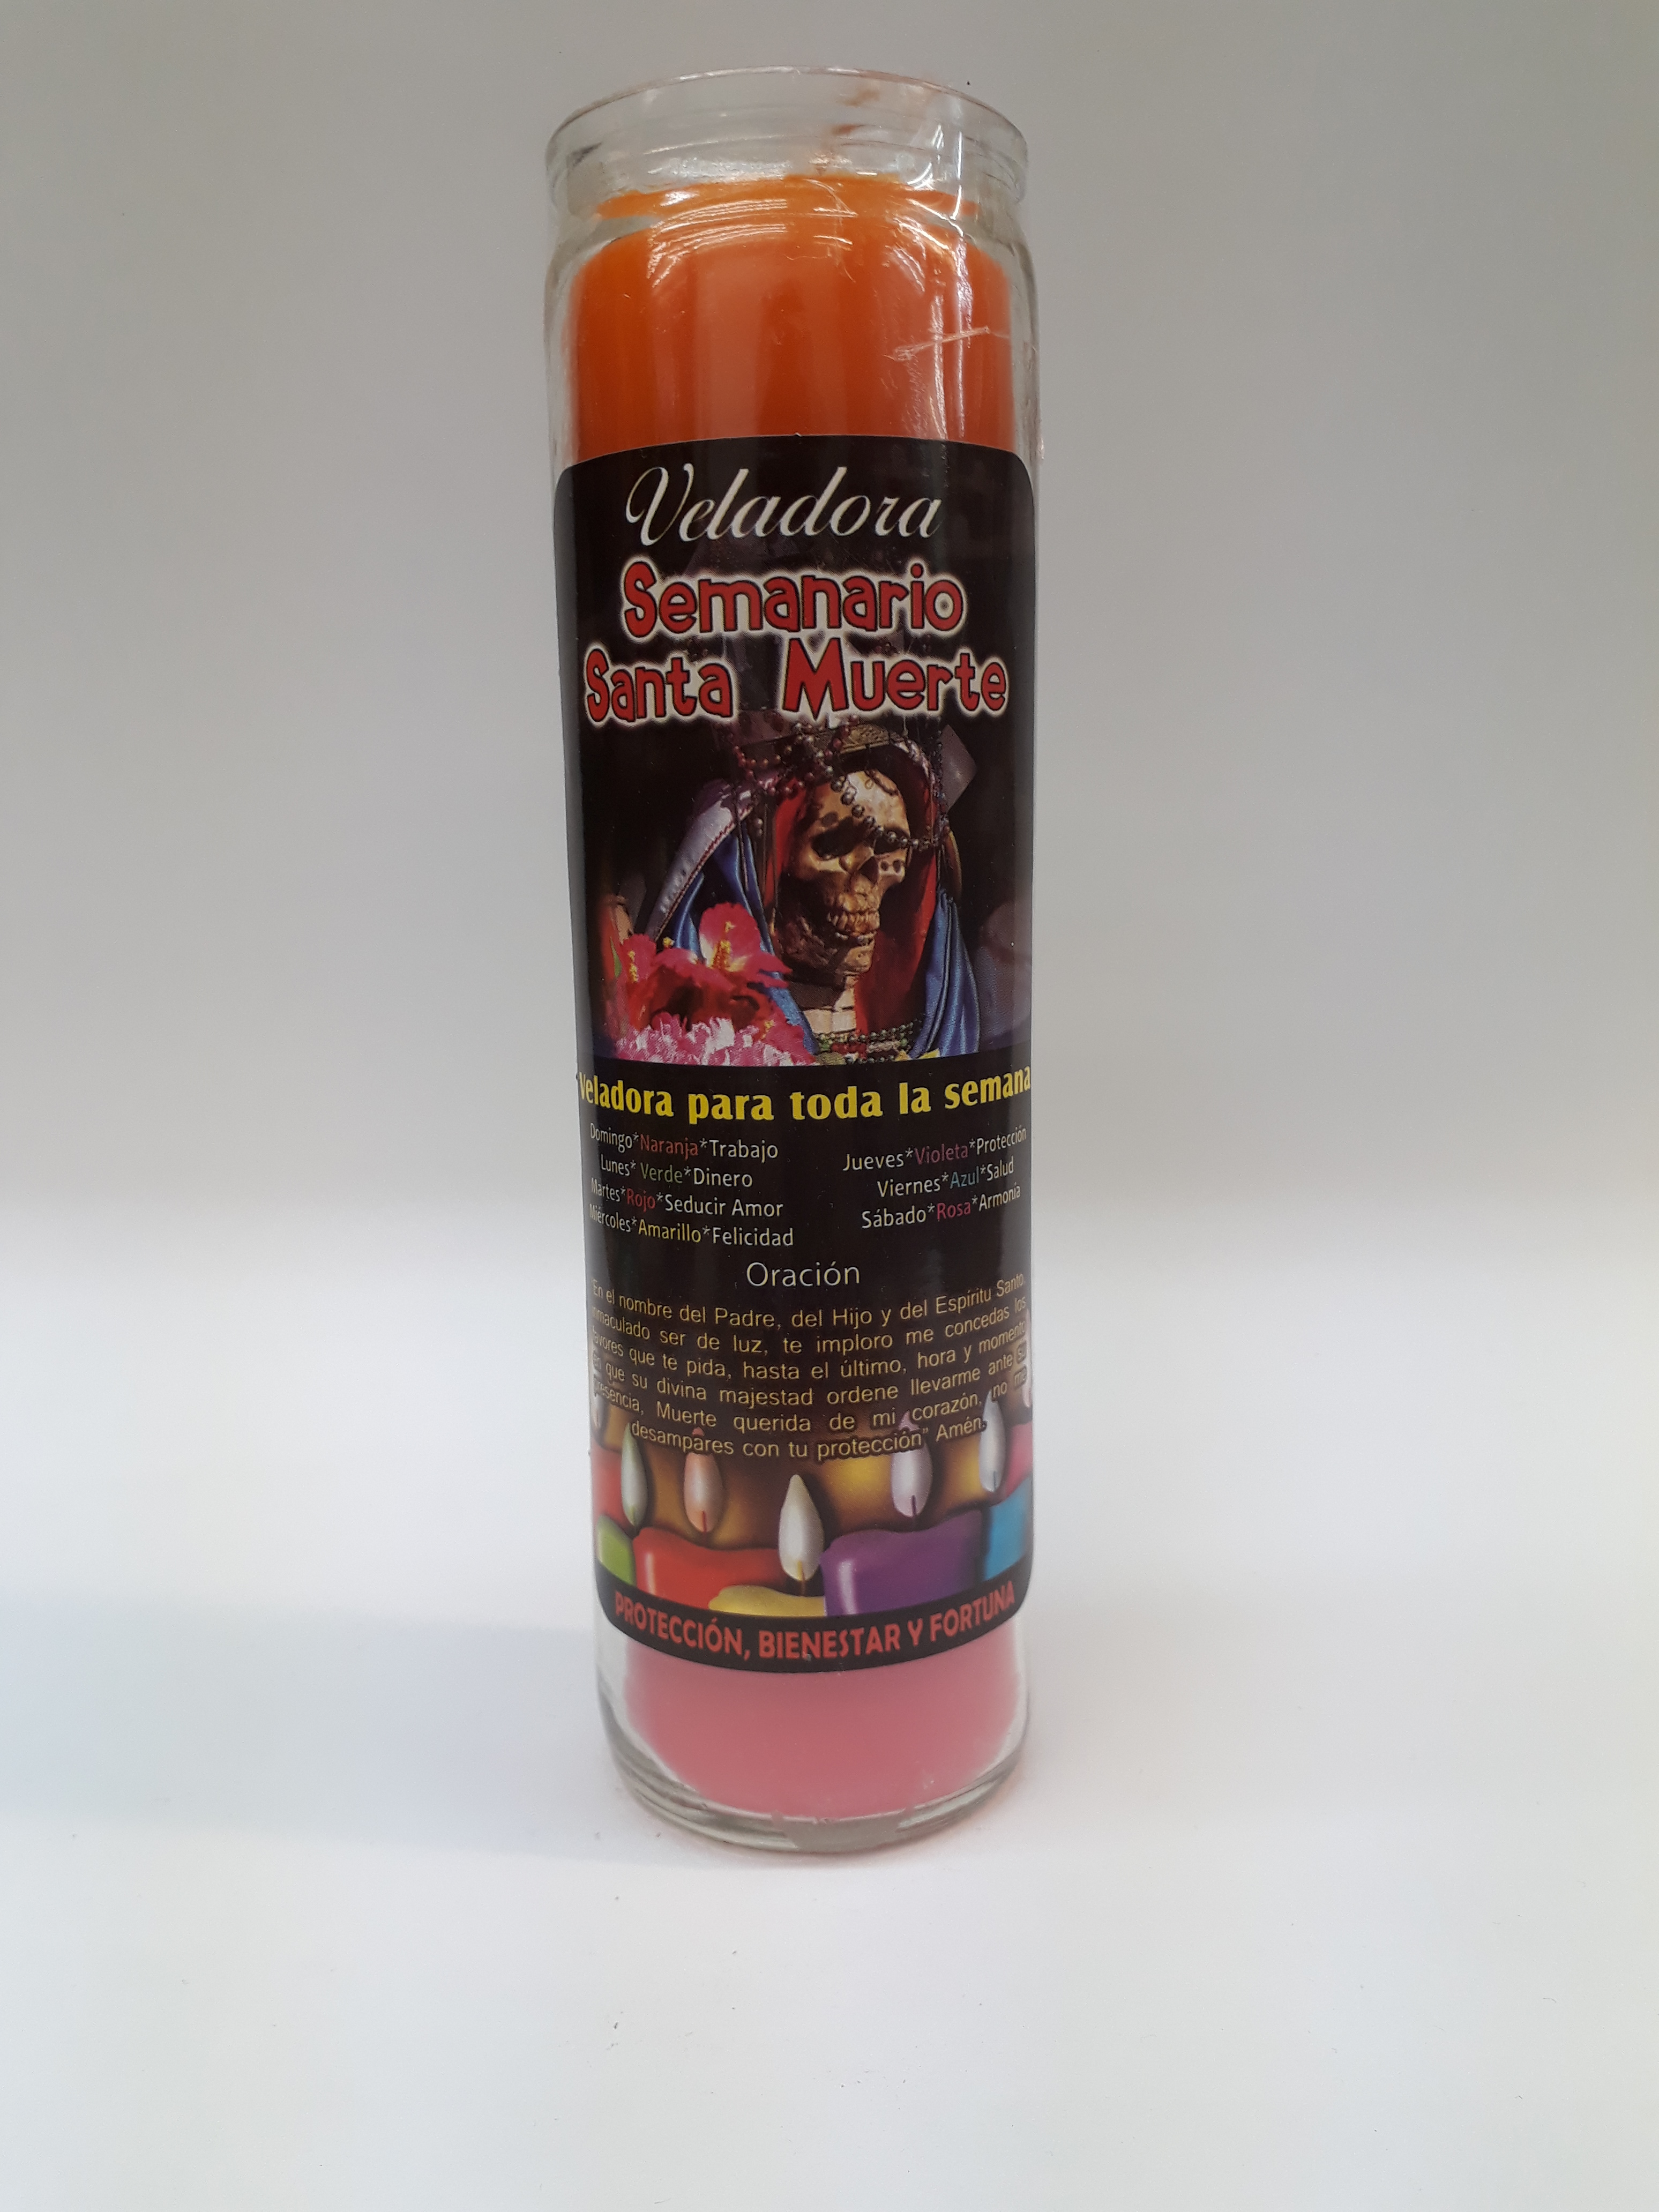 Veladora
Semanario
Santa Muerte
Veladora para toda la semana
Domingo*Naranja*Trabajo
Lunes* Verde*Dinero
Martes*Rojo*Seducir Amor
Miércoles*Amarillo*Felicidad
Jueves*Violeta*Protección
Viernes*Azul*Salud
Sábado*Rosa*Armonía
Oración
"En el nombre del Padre, del Hijo y del Espíritu Santo.
Inmaculado ser de luz, te imploro me concedas los
favores que te pida, hasta el último, hora y momento
en que su divina majestad ordene llevarme ante su
presencia, Muerte querida de mi corazón, no me
desampares con tu protección" Amén.
PROTECCIÓN, BIENESTAR Y FORTUNA